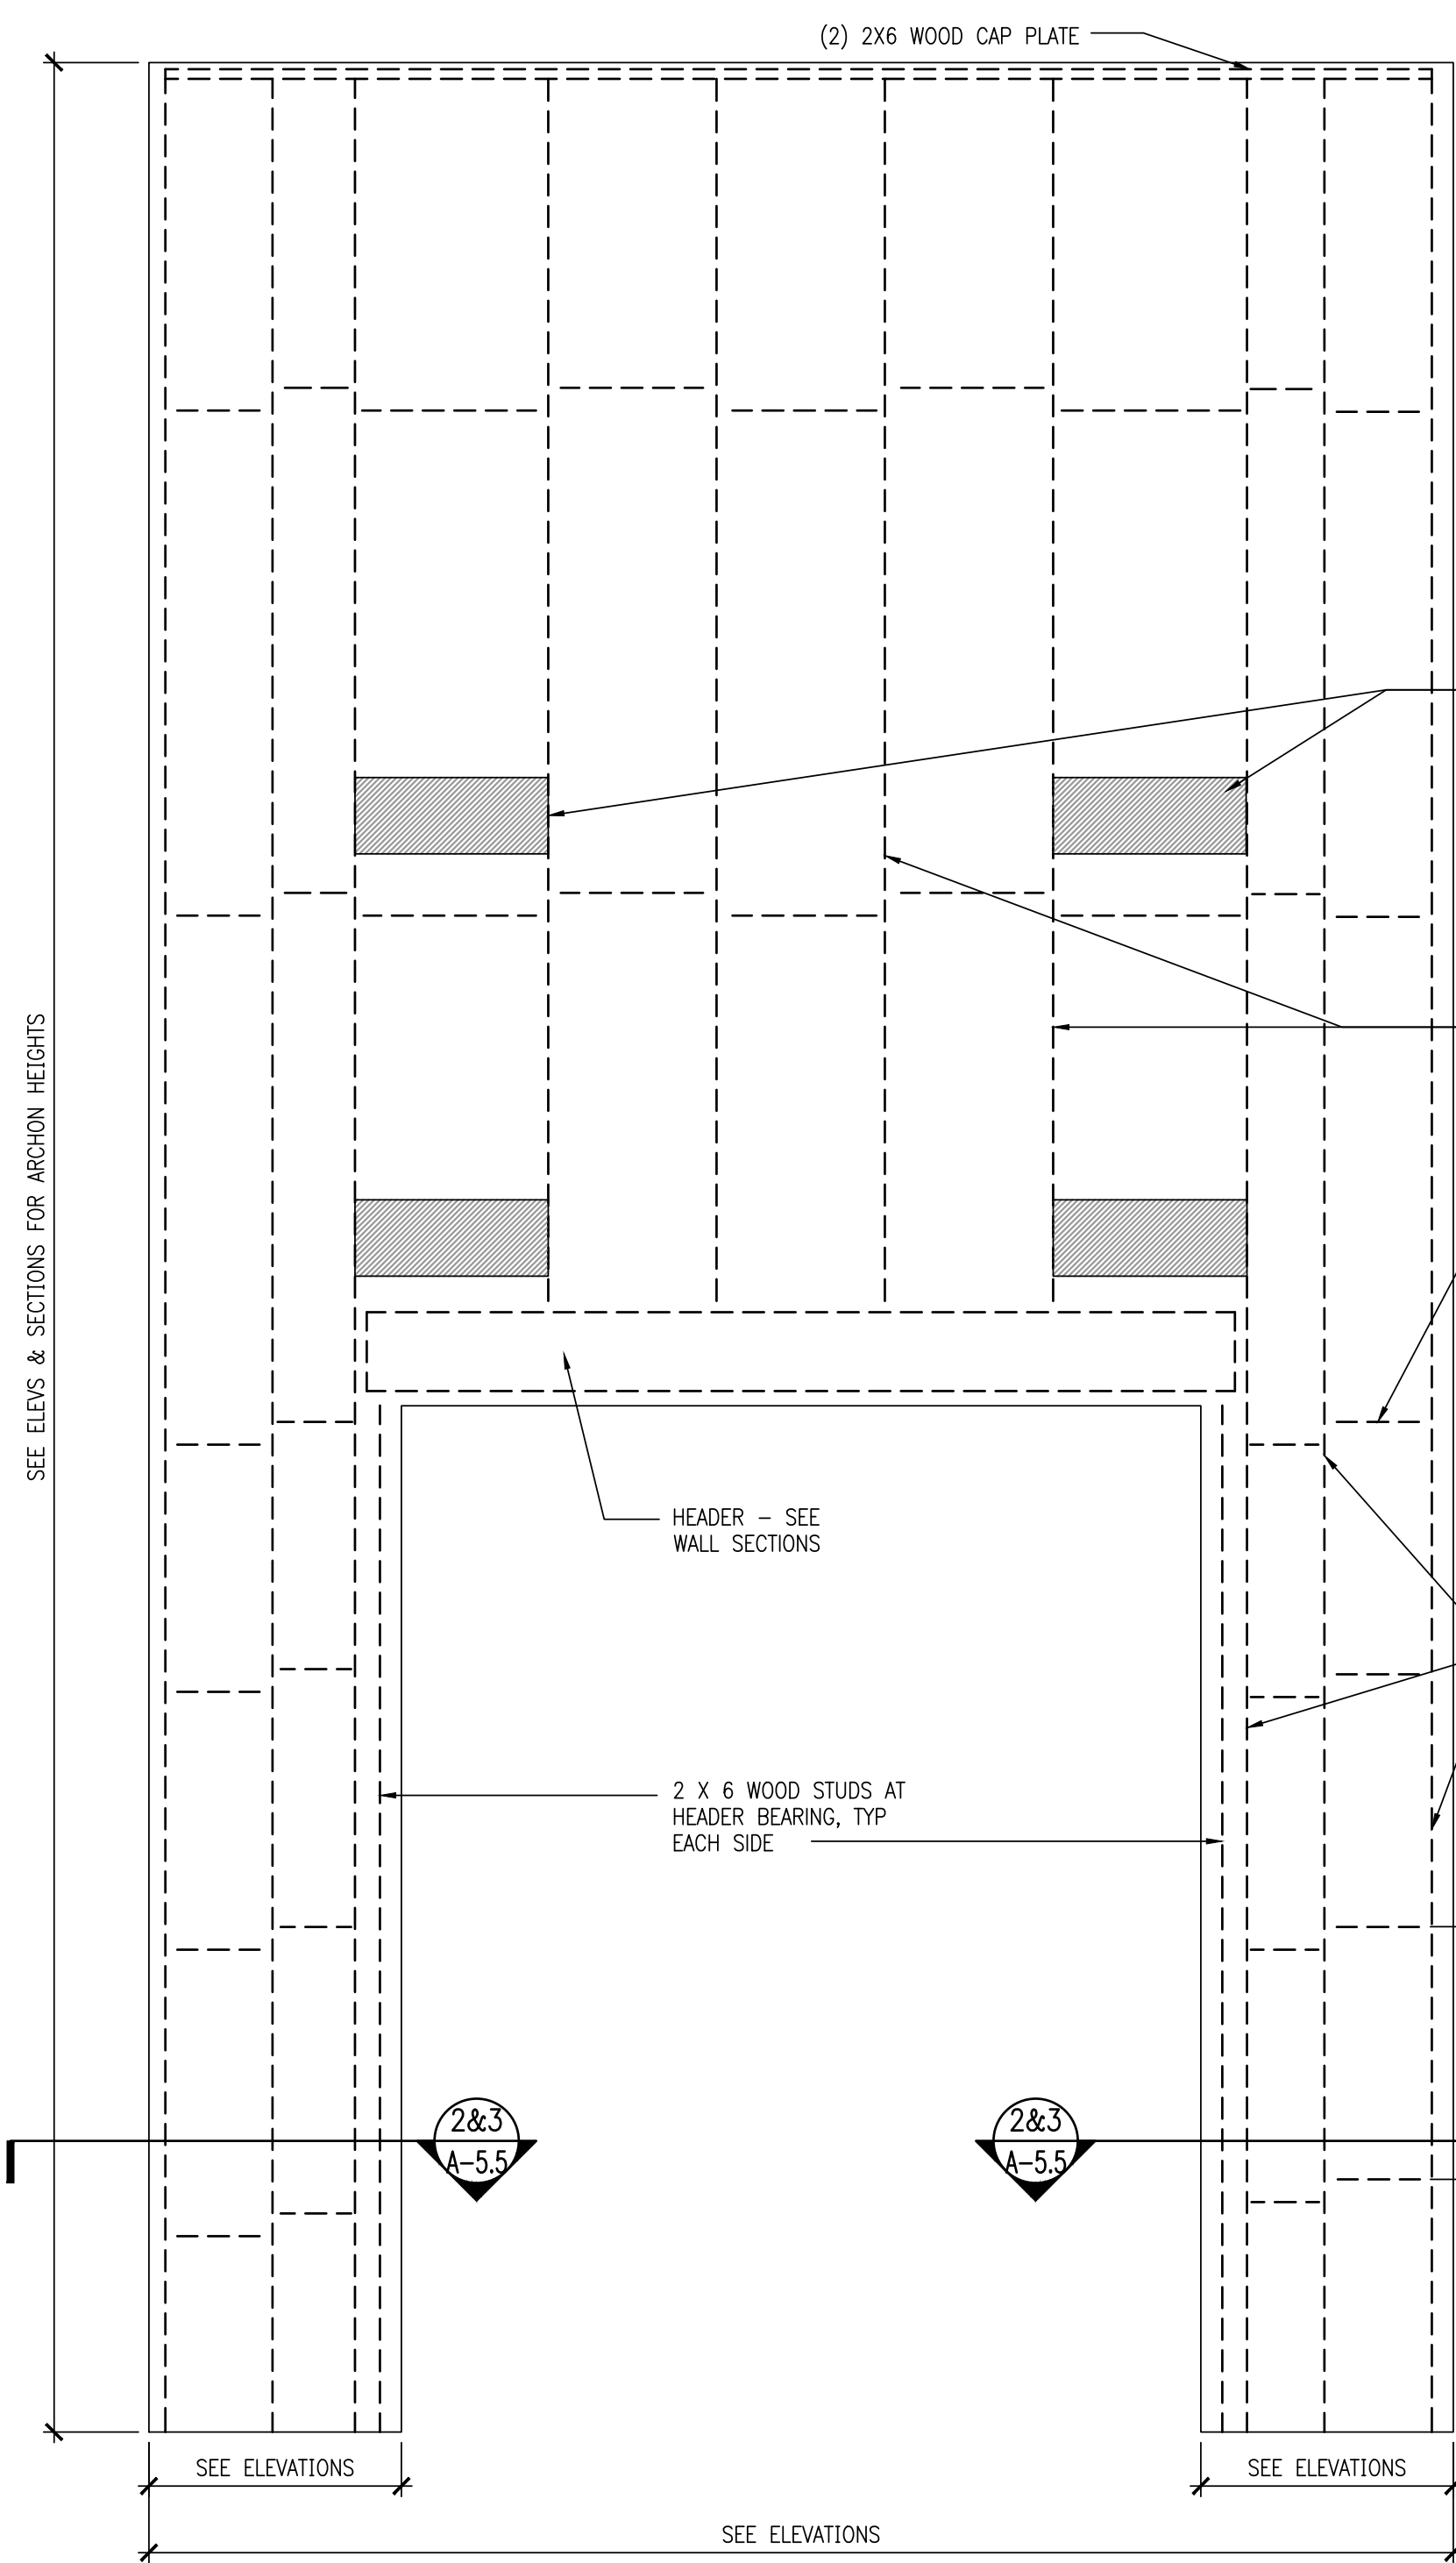 (2) 2X6 WOOD CAP PLATE
SEE ELEVS & SECTIONS FOR ARCHON HEIGHTS
HEADER – SEE
WALL SECTIONS
2 X 6 WOOD STUDS AT
HEADER BEARING, TYP
EACH SIDE
2&3
A–5.5
2&3
A–5.5
SEE ELEVATIONS
SEE ELEVATIONS
SEE ELEVATIONS